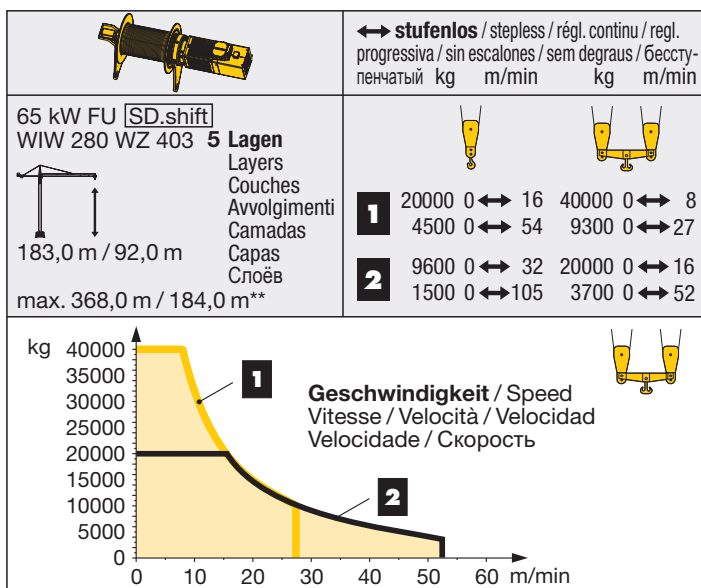 ↔ stufenlos / stepless / régl. continu / regl.
progressiva / sin escalones / sem degraus / бессту-
пенчатый kg m/min kg m/min
65 kW FU SD.shift
WIW 280 WZ 403 5 Lagen
Layers
Couches
Avvolgimenti
Camadas
Capas
Слоёв
183,0 m / 92,0 m
max. 368,0 m / 184,0 m**
1 20000 0 ↔ 16 40000 0 ↔ 8
4500 0 ↔ 54 9300 0 ↔ 27
2 9600 0 ↔ 32 20000 0 ↔ 16
1500 0 ↔ 105 3700 0 ↔ 52
kg 40000
35000
30000
25000
20000
15000
10000
5000
0
1
Geschwindigkeit / Speed
Vitesse / Velocità / Velocidad
Velocidade / Скорость
2
0 10 20 30 40 50 60 m/min